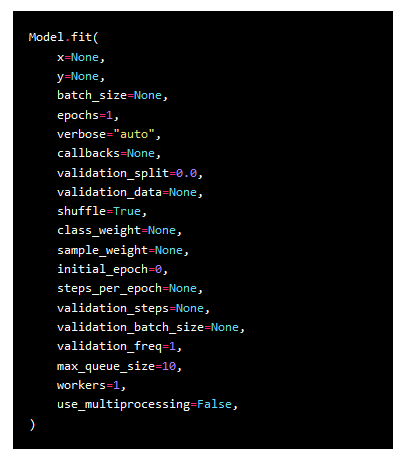 Model.fit(
    x=None,
    y=None,
    batch_size=None,
    epochs=1,
    verbose="auto",
    callbacks=None,
    validation_split=0.0,
    validation_data=None,
    shuffle=True,
    class_weight=None,
    sample_weight=None,
    initial_epoch=0,
    steps_per_epoch=None,
    validation_steps=None,
    validation_batch_size=None,
    validation_freq=1,
    max_queue_size=10,
    workers=1,
    use_multiprocessing=False,
)